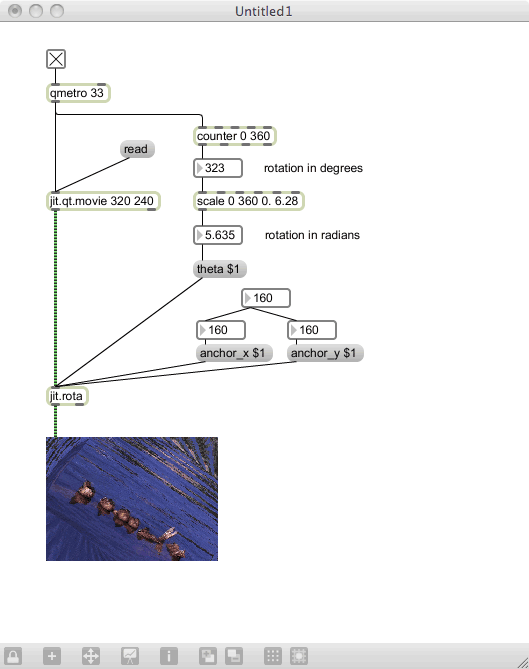 Untitled1
qmetro 33
counter 0 360
read
323
rotation in degrees
jit.qt.movie 320 240
scale 0 360 0. 6.28
5.635
rotation in radians
theta $1
160
160
160
anchor_x $1
anchor_y $1
jit.rota